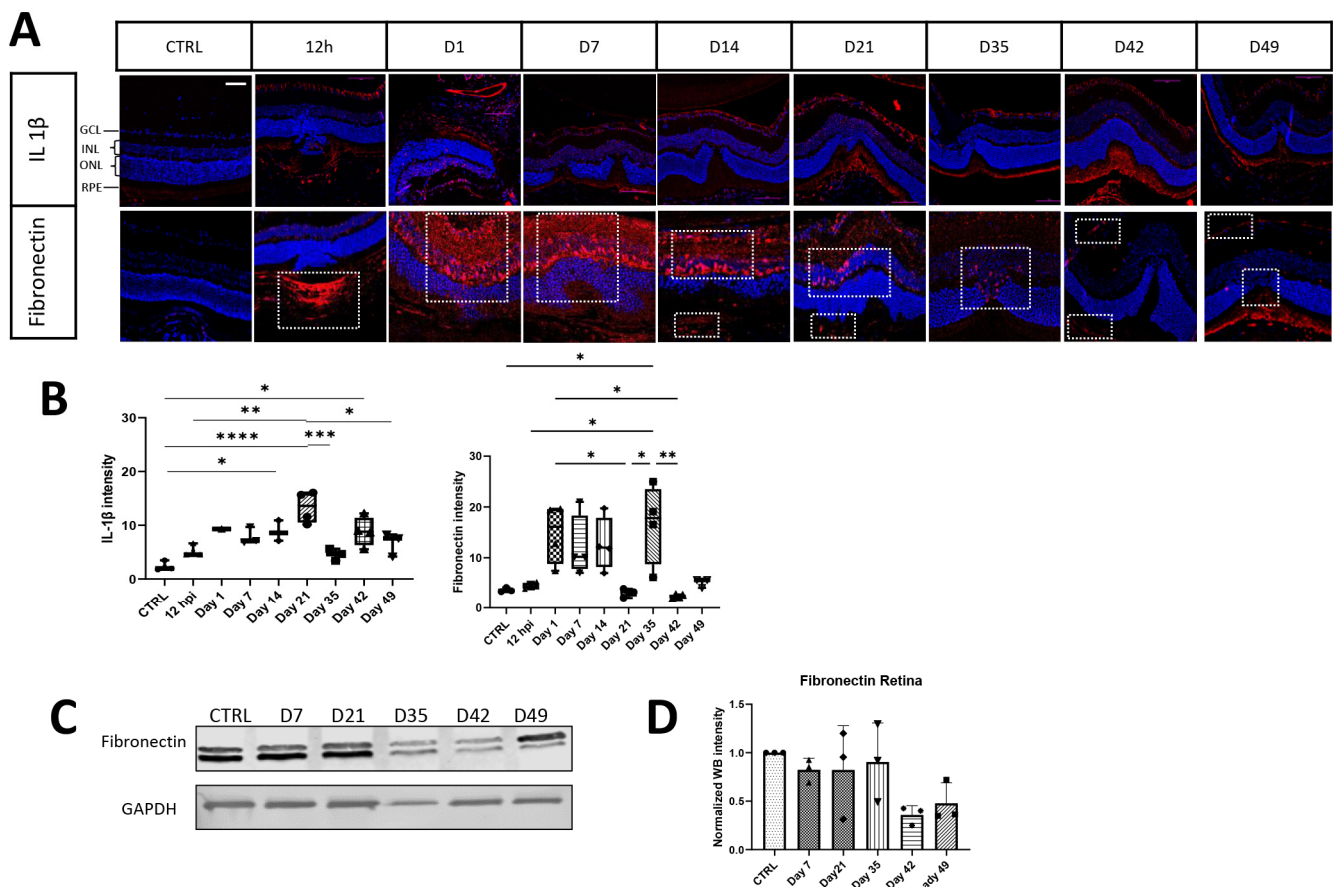 A
CTRL 12h D1 D7 D14 D21 D35 D42 D49
IL 1β
GCL
INL
ONL
RPE
Fibronectin
B
*
**
*
****
***
*
30
20
10
0
IL-1β intensity
CTRL
12 hpi
Day 1
Day 7
Day 14
Day 21
Day 35
Day 42
Day 49
*
*
*
*
*
**
30
20
10
0
Fibronectin intensity
CTRL
12 hpi
Day 1
Day 7
Day 14
Day 21
Day 35
Day 42
Day 49
C
CTRL D7 D21 D35 D42 D49
Fibronectin
GAPDH
D
Fibronectin Retina
1.5
1.0
0.5
0.0
Normalized WB intensity
CTRL
Day 7
Day21
Day 35
Day 42
ady 49